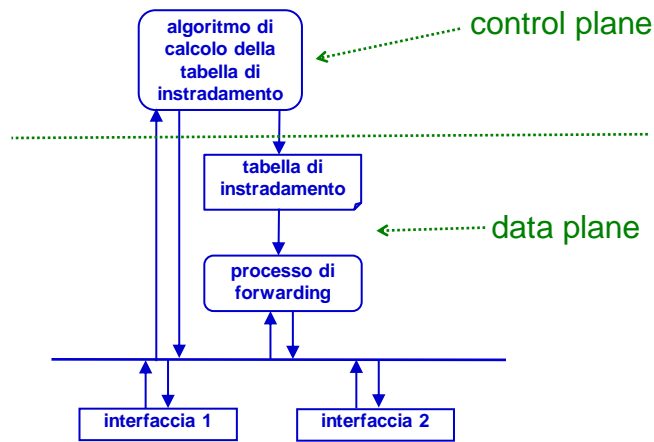 algoritmo di
calcolo della
tabella di
instradamento
control plane
tabella di
instradamento
data plane
processo di
forwarding
interfaccia 1
interfaccia 2